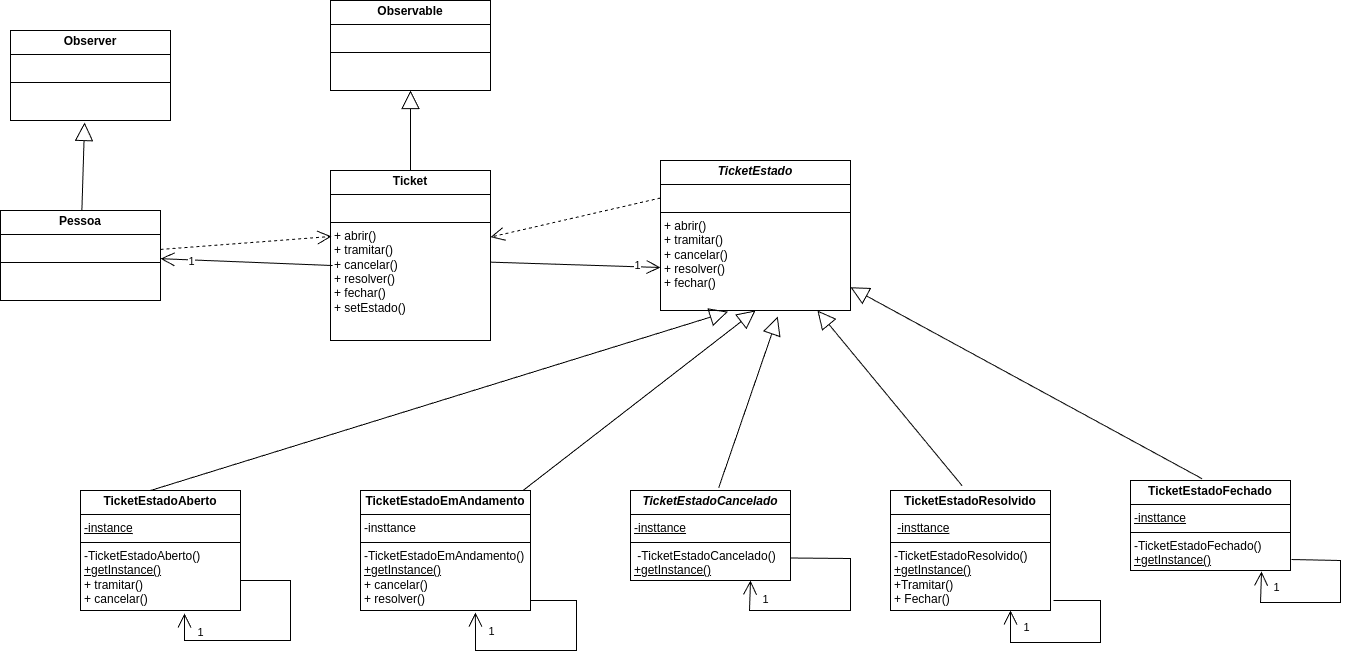 Observable
Observer
Ticket
+ abrir()
+ tramitar()
+ cancelar()
+ resolver()
+ fechar()
+ setEstado()
TicketEstado
+ abrir()
+ tramitar()
+ cancelar()
+ resolver()
+ fechar()
Pessoa
1
1
TicketEstadoAberto
-instance
-TicketEstadoAberto()
+getInstance()
+ tramitar()
+ cancelar()
1
TicketEstadoEmAndamento
-insttance
-TicketEstadoEmAndamento()
+getInstance()
+ cancelar()
+ resolver()
1
TicketEstadoCancelado
-insttance
-TicketEstadoCancelado()
+getInstance()
1
TicketEstadoResolvido
-insttance
-TicketEstadoResolvido()
+getInstance()
+Tramitar()
+ Fechar()
1
TicketEstadoFechado
-insttance
-TicketEstadoFechado()
+getInstance()
1